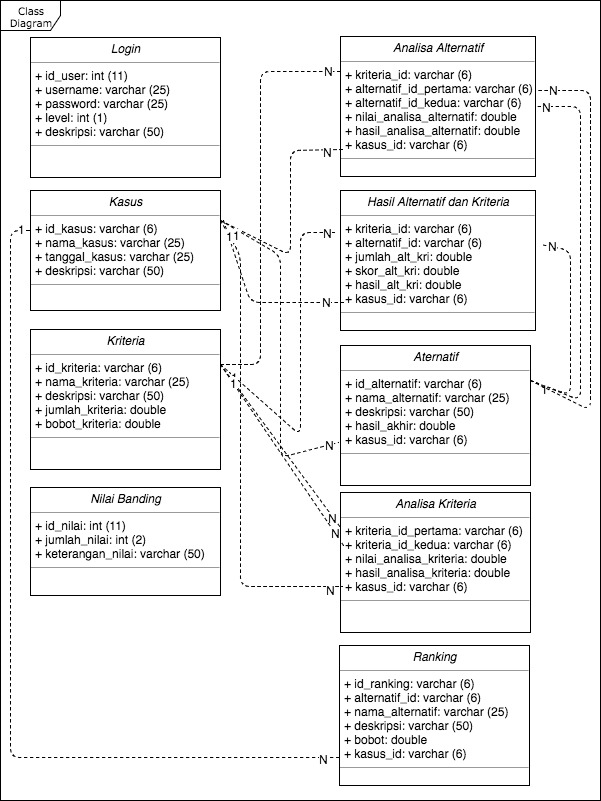 Class
Diagram
Login
+ id_user: int (11)
+ username: varchar (25)
+ password: varchar (25)
+ level: int (1)
+ deskripsi: varchar (50)
Kasus
+ id_kasus: varchar (6)
+ nama_kasus: varchar (25)
+ tanggal_kasus: varchar (25)
+ deskripsi: varchar (50)
Kriteria
+ id_kriteria: varchar (6)
+ nama_kriteria: varchar (25)
+ deskripsi: varchar (50)
+ jumlah_kriteria: double
+ bobot_kriteria: double
Nilai Banding
+ id_nilai: int (11)
+ jumlah_nilai: int (2)
+ keterangan_nilai: varchar (50)
Analisa Alternatif
+ kriteria_id: varchar (6)
+ alternatif_id_pertama: varchar (6)
+ alternatif_id_kedua: varchar (6)
+ nilai_analisa_alternatif: double
+ hasil_analisa_alternatif: double
+ kasus_id: varchar (6)
Hasil Alternatif dan Kriteria
+ kriteria_id: varchar (6)
+ alternatif_id: varchar (6)
+ jumlah_alt_kri: double
+ skor_alt_kri: double
+ hasil_alt_kri: double
+ kasus_id: varchar (6)
Aternatif
+ id_alternatif: varchar (6)
+ nama_alternatif: varchar (25)
+ deskripsi: varchar (50)
+ hasil_akhir: double
+ kasus_id: varchar (6)
Analisa Kriteria
+ kriteria_id_pertama: varchar (6)
+ kriteria_id_kedua: varchar (6)
+ nilai_analisa_kriteria: double
+ hasil_analisa_kriteria: double
+ kasus_id: varchar (6)
Ranking
+ id_ranking: varchar (6)
+ alternatif_id: varchar (6)
+ nama_alternatif: varchar (25)
+ deskripsi: varchar (50)
+ bobot: double
+ kasus_id: varchar (6)
1
1
1
1
1
N
N
N
N
N
N
N
N
N
N
N
N